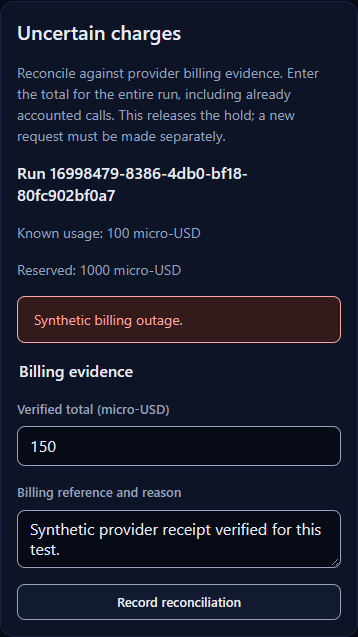 Uncertain charges
Reconcile against provider billing evidence. Enter
the total for the entire run, including already
accounted calls. This releases the hold; a new
request must be made separately.
Run 16998479-8386-4db0-bf18-
80fc902bf0a7
Known usage: 100 micro-USD
Reserved: 1000 micro-USD
Synthetic billing outage.
Billing evidence
Verified total (micro-USD)
150
Billing reference and reason
Synthetic provider receipt verified for this
test.
Record reconciliation